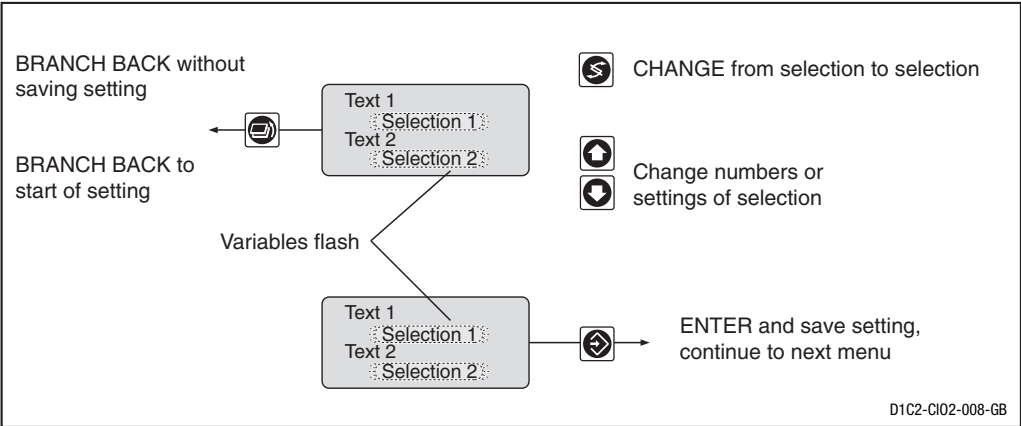 BRANCH BACK without
saving setting
BRANCH BACK to
start of setting
Text 1
Selection 1
Text 2
Selection 2
CHANGE from selection to selection
Change numbers or
settings of selection
Variables flash
Text 1
Selection 1
Text 2
Selection 2
ENTER and save setting,
continue to next menu
D1C2-CIO2-008-GB